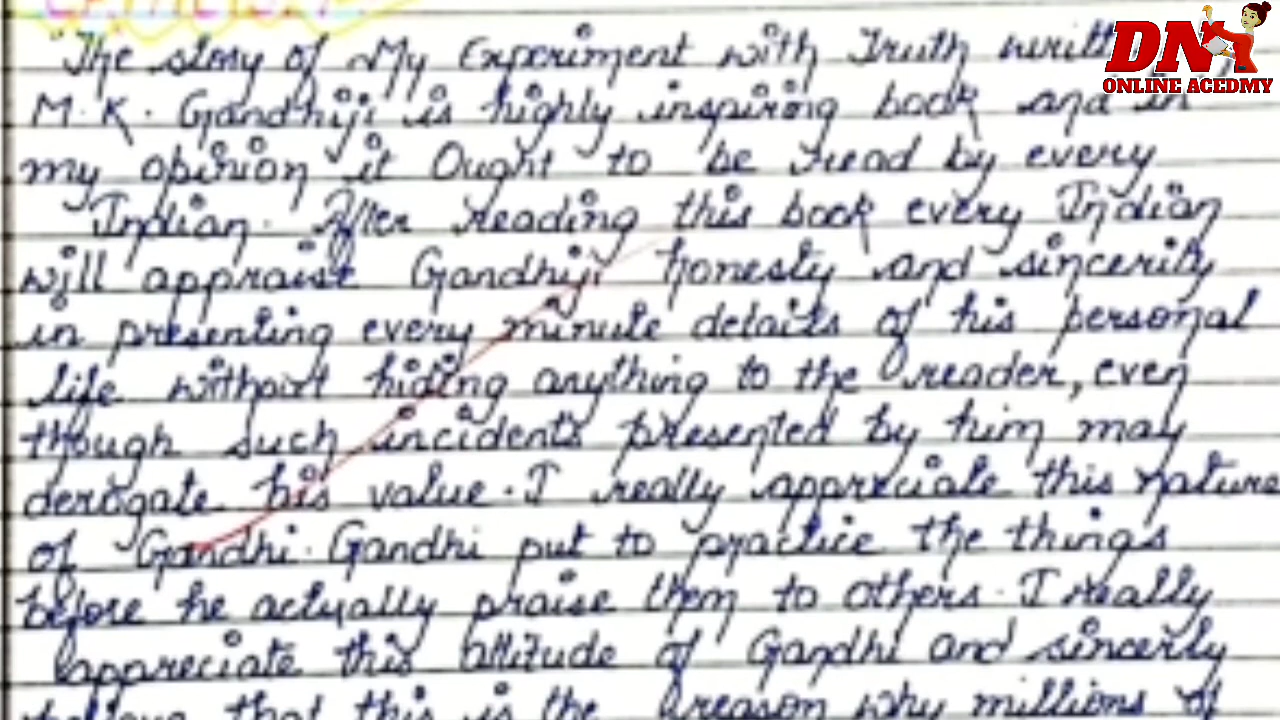 CRITICISM
"The story of My Experiment with Truth writt
M.K. Gandhiji is highly inspiring book and in
my opinion it Ought to be read by every
Indian. After reading this book every Indian
will appraise Gandhiji honesty and sincerity
in presenting every minute details of his personal
life without hiding anything to the reader, even
though such incidents presented by him may
derogate his value. I really appreciate this nature
of Gandhi. Gandhi put to practice the things
before he actually praise them to others. I really
appreciate this attitude of Gandhi and sincerly
believe that this is the reason why millions of
DN
ONLINE ACEDMY